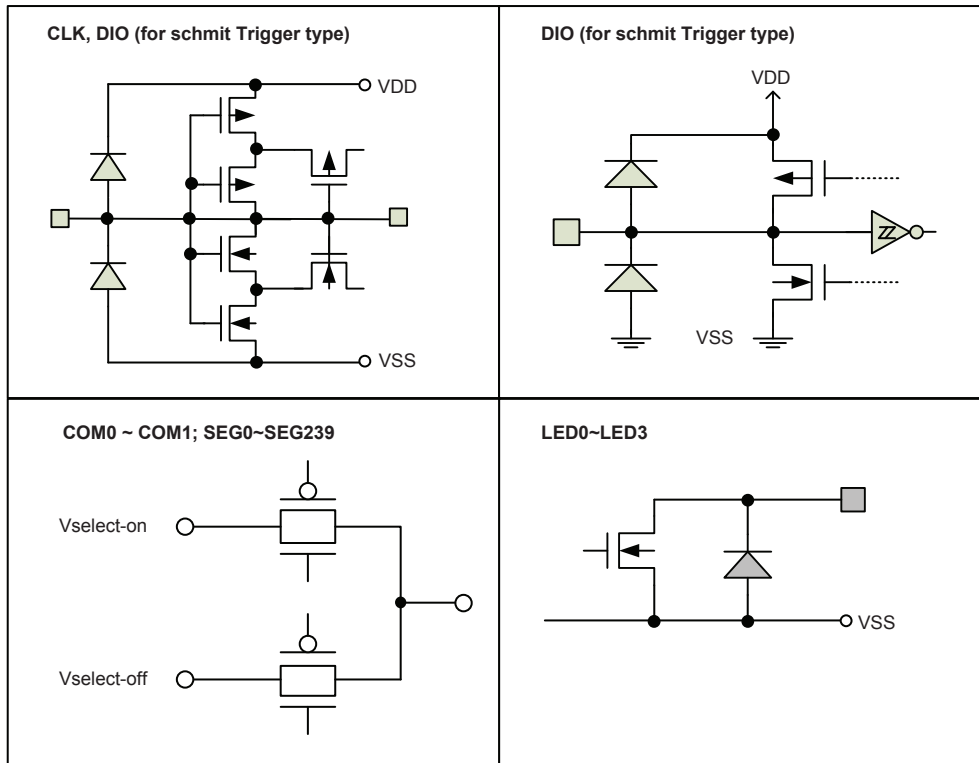 CLK, DIO (for schmit Trigger type)
VDD
VSS
DIO (for schmit Trigger type)
VDD
VSS
COM0 ~ COM1; SEG0~SEG239
Vselect-on
Vselect-off
LED0~LED3
VSS